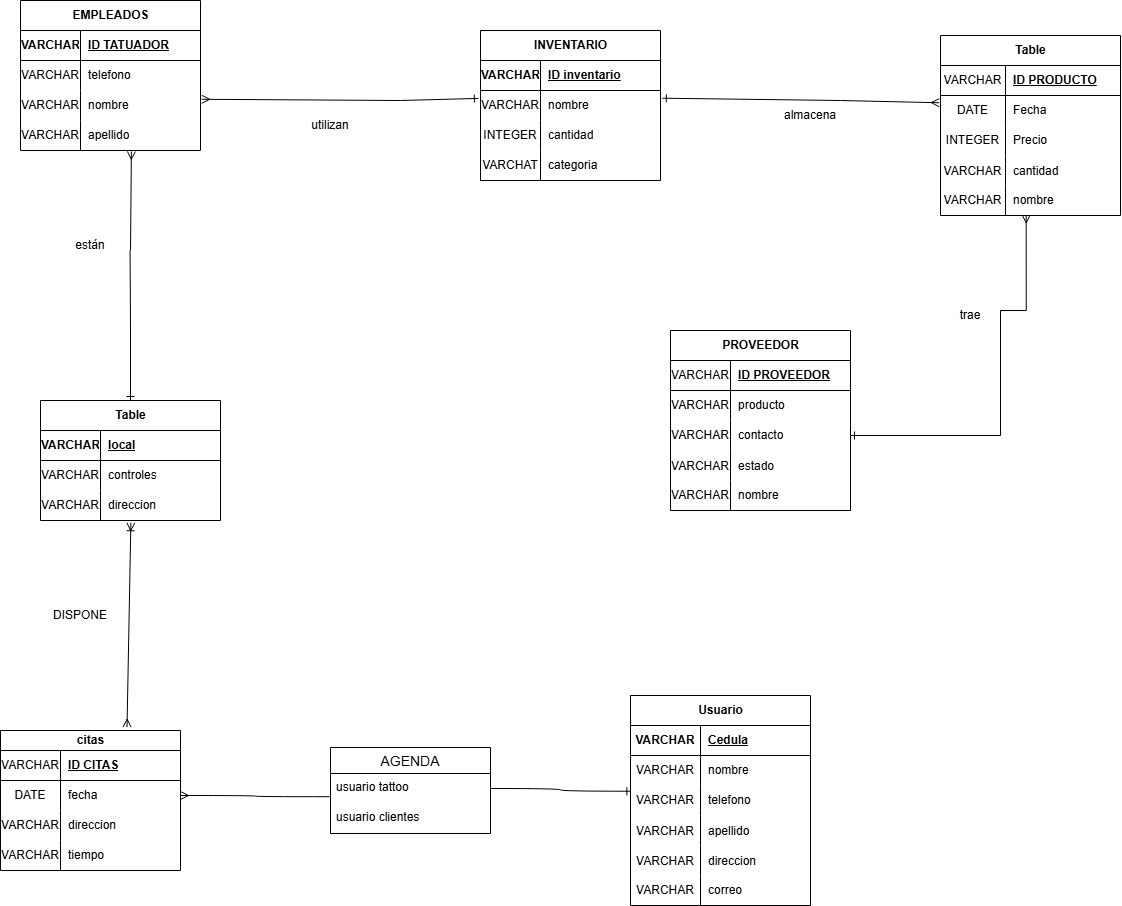 EMPLEADOS
VARCHAR ID TATUADOR
VARCHAR telefono
VARCHAR nombre
VARCHAR apellido
utilizan
INVENTARIO
VARCHAR ID inventario
VARCHAR nombre
INTEGER cantidad
VARCHAT categoria
almacena
Table
VARCHAR ID PRODUCTO
DATE Fecha
INTEGER Precio
VARCHAR cantidad
VARCHAR nombre
están
trae
PROVEEDOR
VARCHAR ID PROVEEDOR
VARCHAR producto
VARCHAR contacto
VARCHAR estado
VARCHAR nombre
Table
VARCHAR local
VARCHAR controles
VARCHAR direccion
DISPONE
citas
VARCHAR ID CITAS
DATE fecha
VARCHAR direccion
VARCHAR tiempo
AGENDA
usuario tattoo
usuario clientes
Usuario
VARCHAR Cedula
VARCHAR nombre
VARCHAR telefono
VARCHAR apellido
VARCHAR direccion
VARCHAR correo